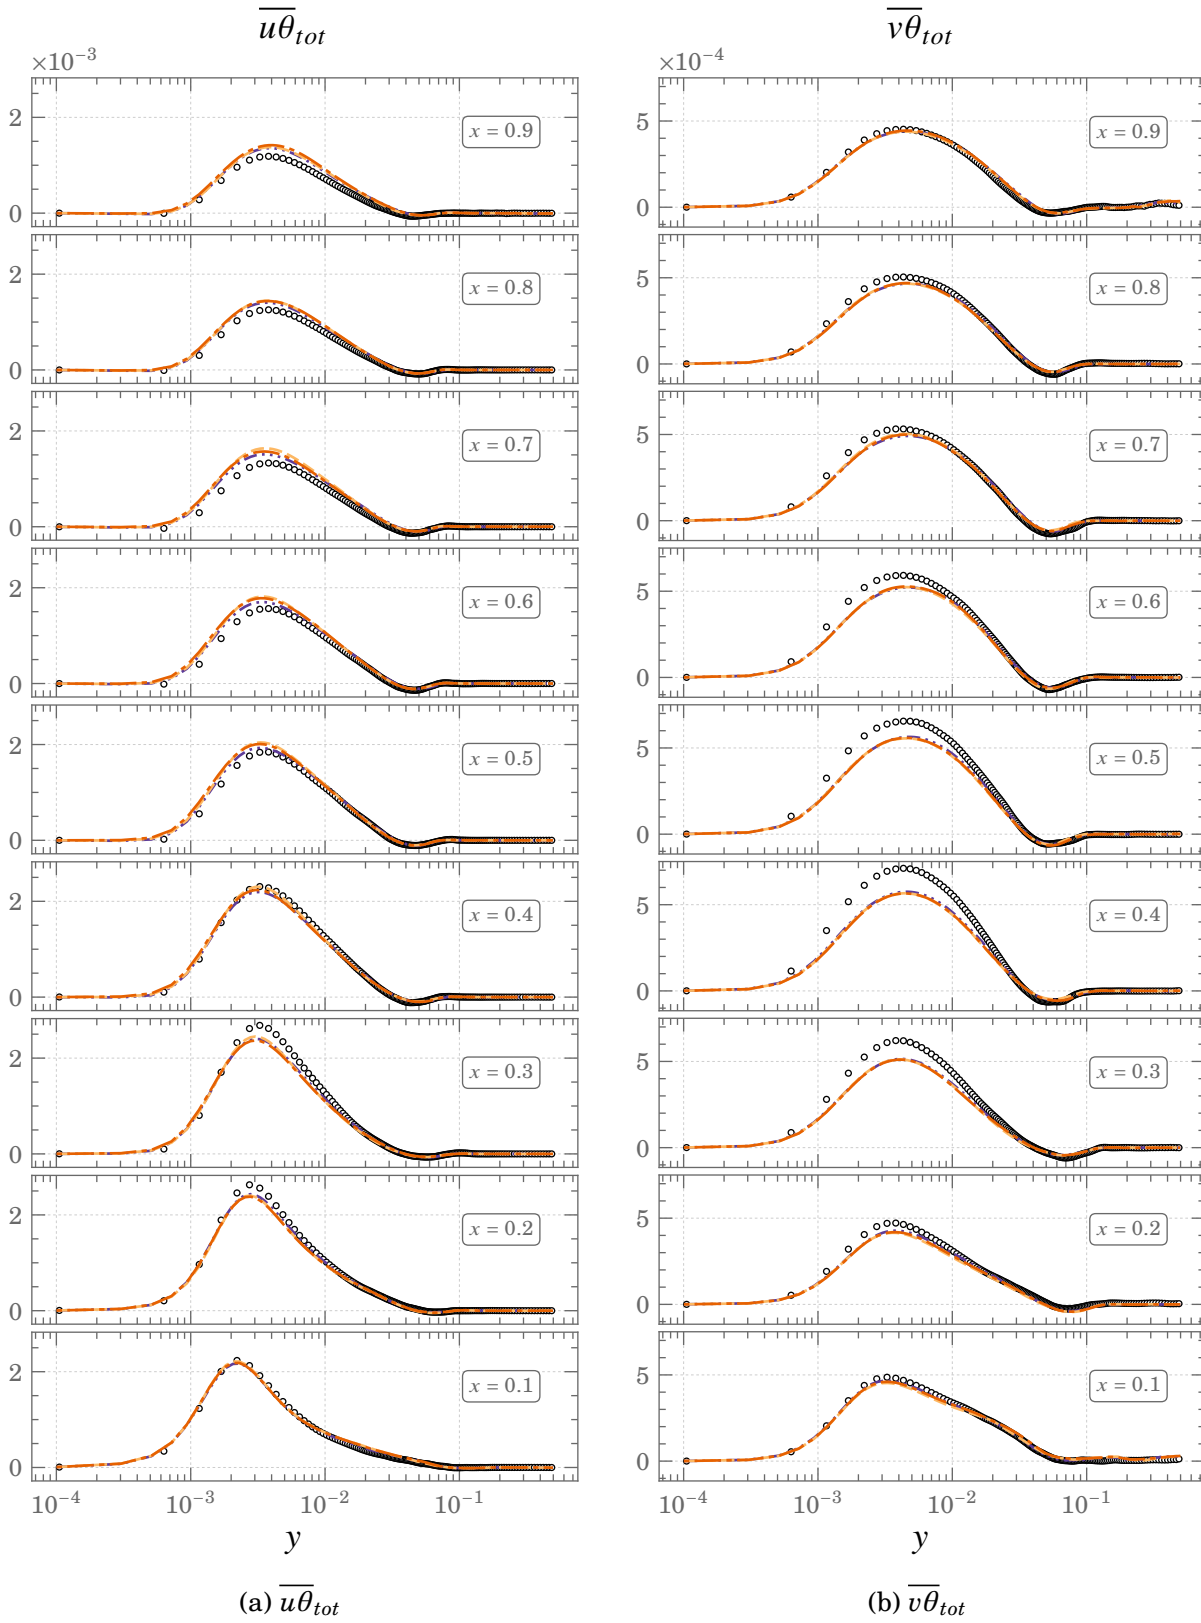 uθ_tot
×10⁻³
2
0
x = 0.9
2
0
x = 0.8
2
0
x = 0.7
2
0
x = 0.6
2
0
x = 0.5
2
0
x = 0.4
2
0
x = 0.3
2
0
x = 0.2
2
0
x = 0.1
10⁻⁴ 10⁻³ 10⁻² 10⁻¹
y
(a) uθ_tot
vθ_tot
×10⁻⁴
5
0
x = 0.9
5
0
x = 0.8
5
0
x = 0.7
5
0
x = 0.6
5
0
x = 0.5
5
0
x = 0.4
5
0
x = 0.3
5
0
x = 0.2
5
0
x = 0.1
10⁻⁴ 10⁻³ 10⁻² 10⁻¹
y
(b) vθ_tot